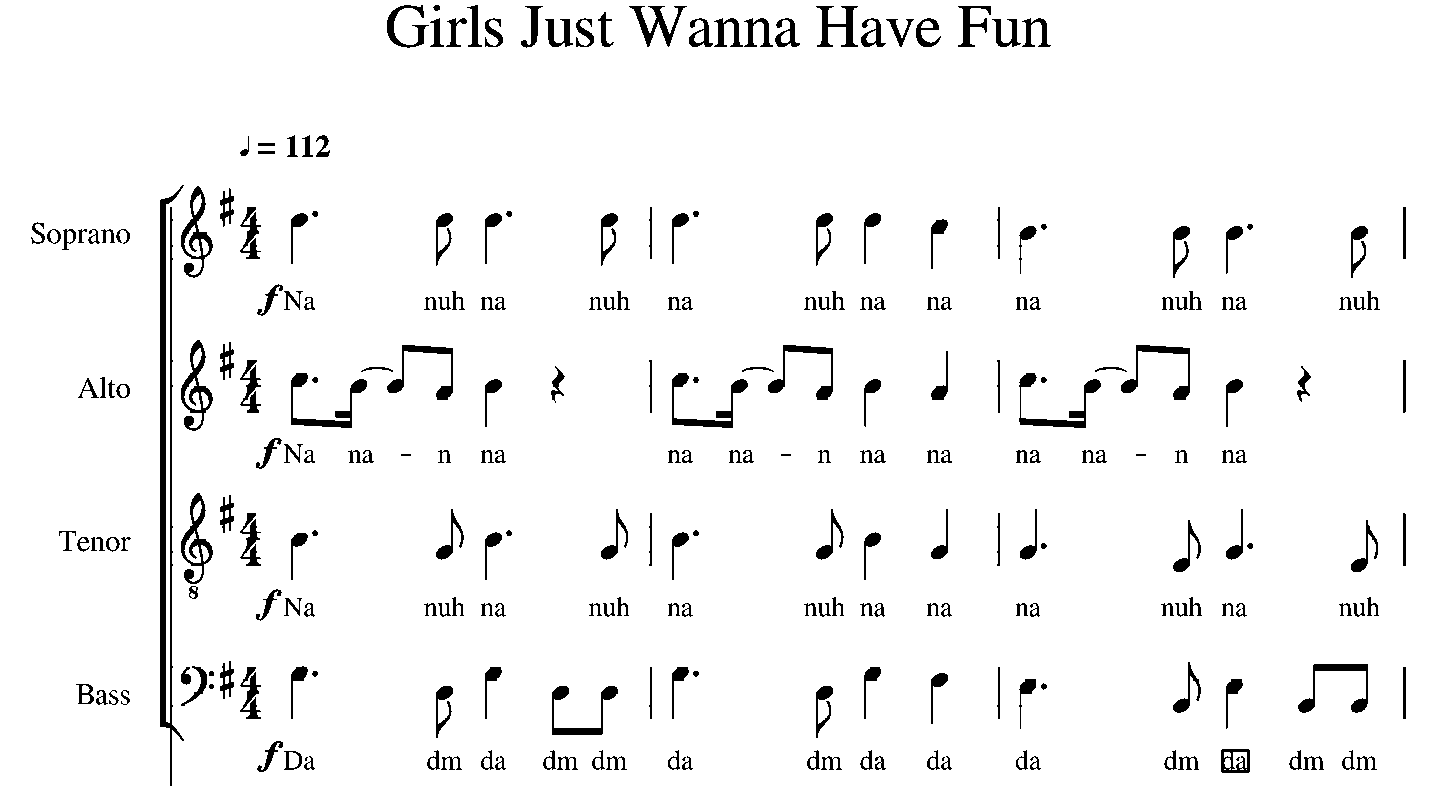 Girls Just Wanna Have Fun
♩ = 112
Soprano
f Na nuh na nuh na nuh na na na nuh na nuh
Alto
f Na na - n na na na - n na na na na - n na
Tenor
8
f Na nuh na nuh na nuh na na na nuh na nuh
Bass
f Da dm da dm dm da dm da da da dm da dm dm